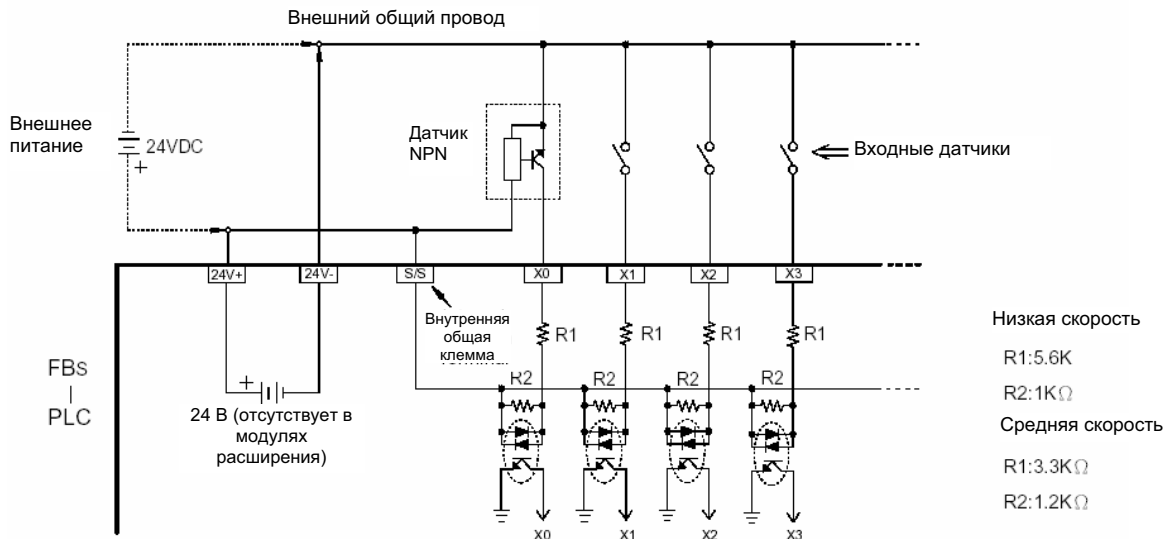 Внешний общий провод
Внешнее
питание
24VDC
+
Датчик
NPN
Входные датчики
24V+
24V-
S/S
X0
X1
X2
X3
Внутренняя
общая
клемма
R1
R1
R1
R1
Низкая скорость
R1:5.6K
R2:1KΩ
Средняя скорость
R1:3.3KΩ
R2:1.2KΩ
FBs
PLC
+
24 В (отсутствует в
модулях
расширения)
R2
R2
R2
R2
X0
X1
X2
X3